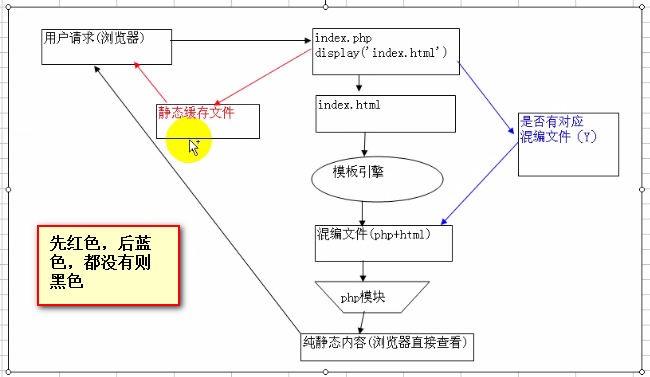 用户请求(浏览器)
index.php
display('index.html')
静态缓存文件
index.html
是否有对应
混编文件（Y）
模板引擎
混编文件(php+html)
先红色，后蓝
色，都没有则
黑色
php模块
纯静态内容(浏览器直接查看)